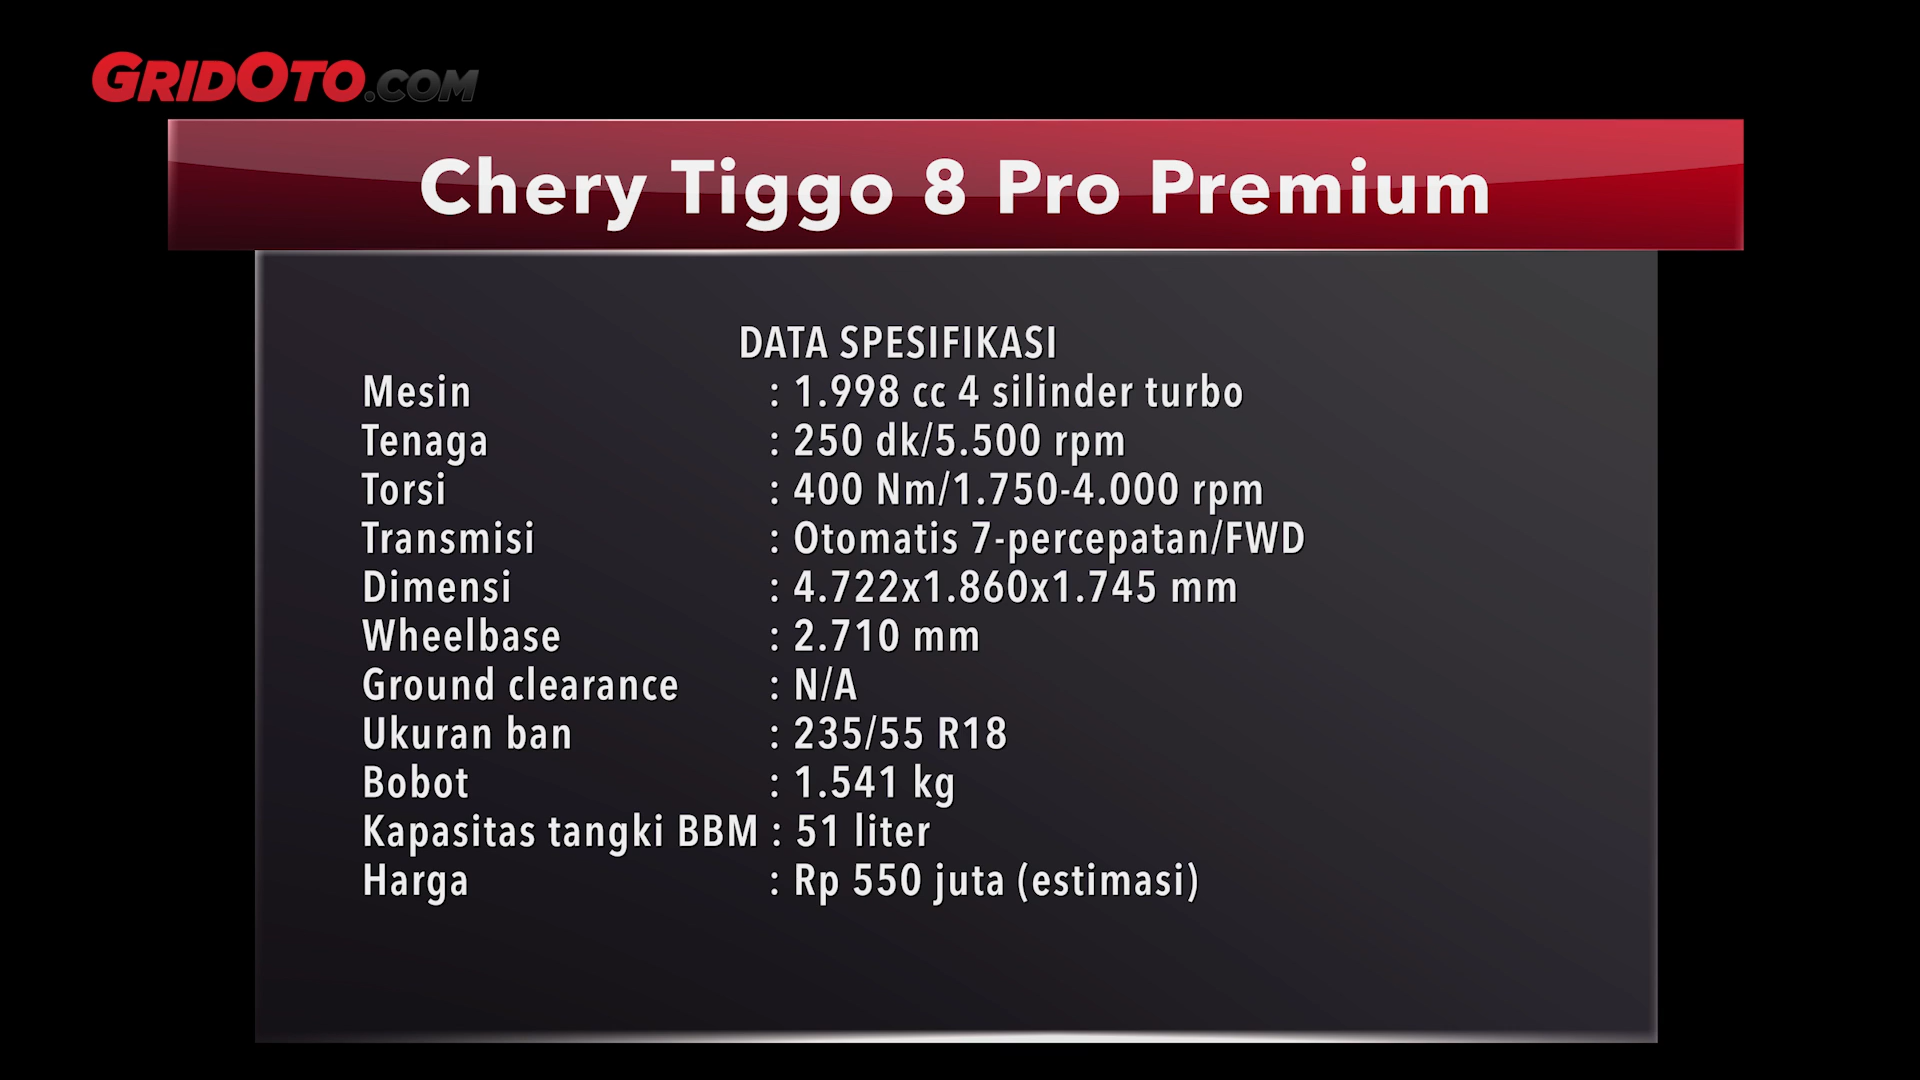 GRIDOTO.COM
Chery Tiggo 8 Pro Premium
DATA SPESIFIKASI
Mesin : 1.998 cc 4 silinder turbo
Tenaga : 250 dk/5.500 rpm
Torsi : 400 Nm/1.750-4.000 rpm
Transmisi : Otomatis 7-percepatan/FWD
Dimensi : 4.722x1.860x1.745 mm
Wheelbase : 2.710 mm
Ground clearance : N/A
Ukuran ban : 235/55 R18
Bobot : 1.541 kg
Kapasitas tangki BBM : 51 liter
Harga : Rp 550 juta (estimasi)